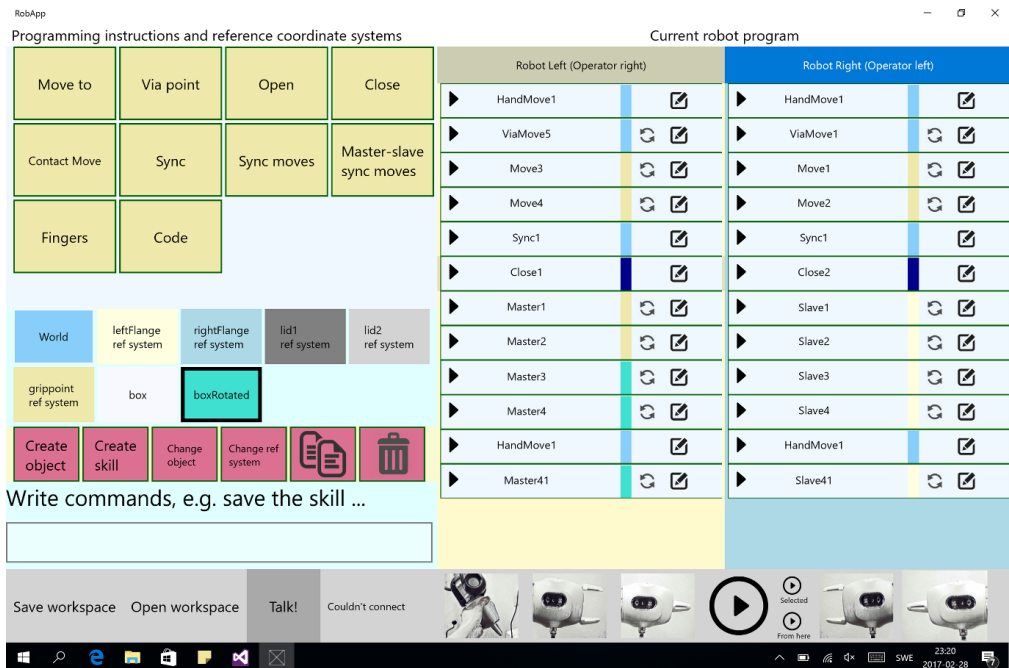 RobApp
Programming instructions and reference coordinate systems
Current robot program
Move to
Via point
Open
Close
Contact Move
Sync
Sync moves
Master-slave
sync moves
Fingers
Code
World
leftFlange
ref system
rightFlange
ref system
lid1
ref system
lid2
ref system
grippoint
ref system
box
boxRotated
Create
object
Create
skill
Change
object
Change ref
system
Write commands, e.g. save the skill ...
Robot Left (Operator right)
HandMove1
ViaMove5
Move3
Move4
Sync1
Close1
Master1
Master2
Master3
Master4
HandMove1
Master41
Robot Right (Operator left)
HandMove1
ViaMove1
Move1
Move2
Sync1
Close2
Slave1
Slave2
Slave3
Slave4
HandMove1
Slave41
Save workspace
Open workspace
Talk!
Couldn't connect
Selected
From here
SWE
23:20
2017-02-28
7